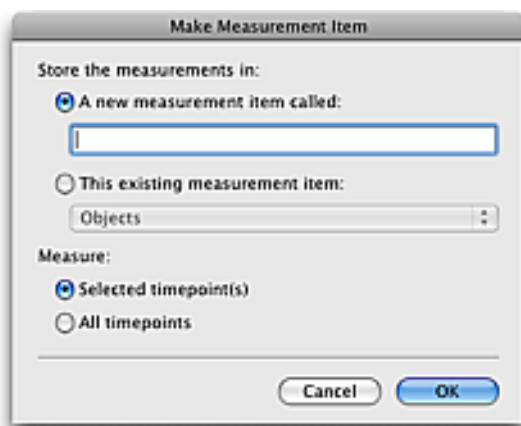 Make Measurement Item
Store the measurements in:
A new measurement item called:
This existing measurement item:
Objects
Measure:
Selected timepoint(s)
All timepoints
Cancel OK